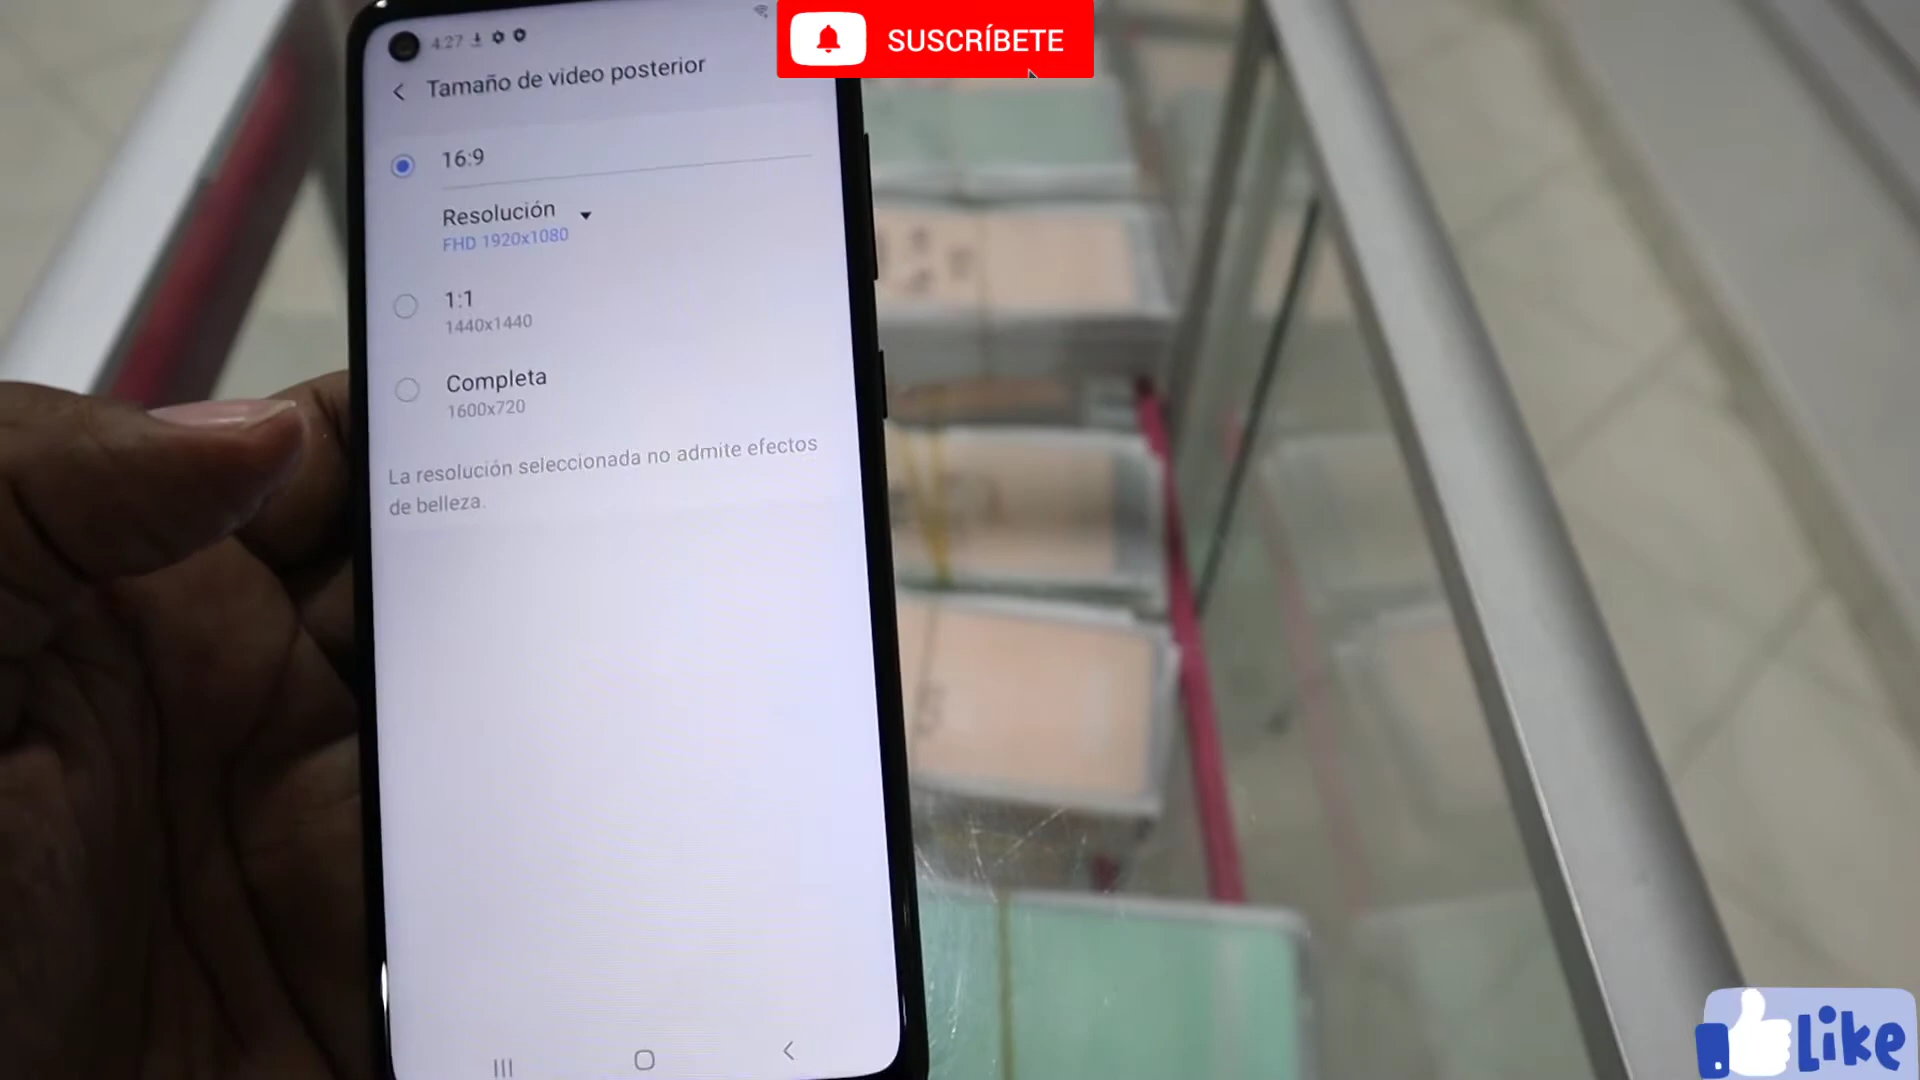 4:27
SUSCRÍBETE
Tamaño de video posterior
16:9
Resolución
FHD 1920x1080
1:1
1440x1440
Completa
1600x720
La resolución seleccionada no admite efectos
de belleza.
Like